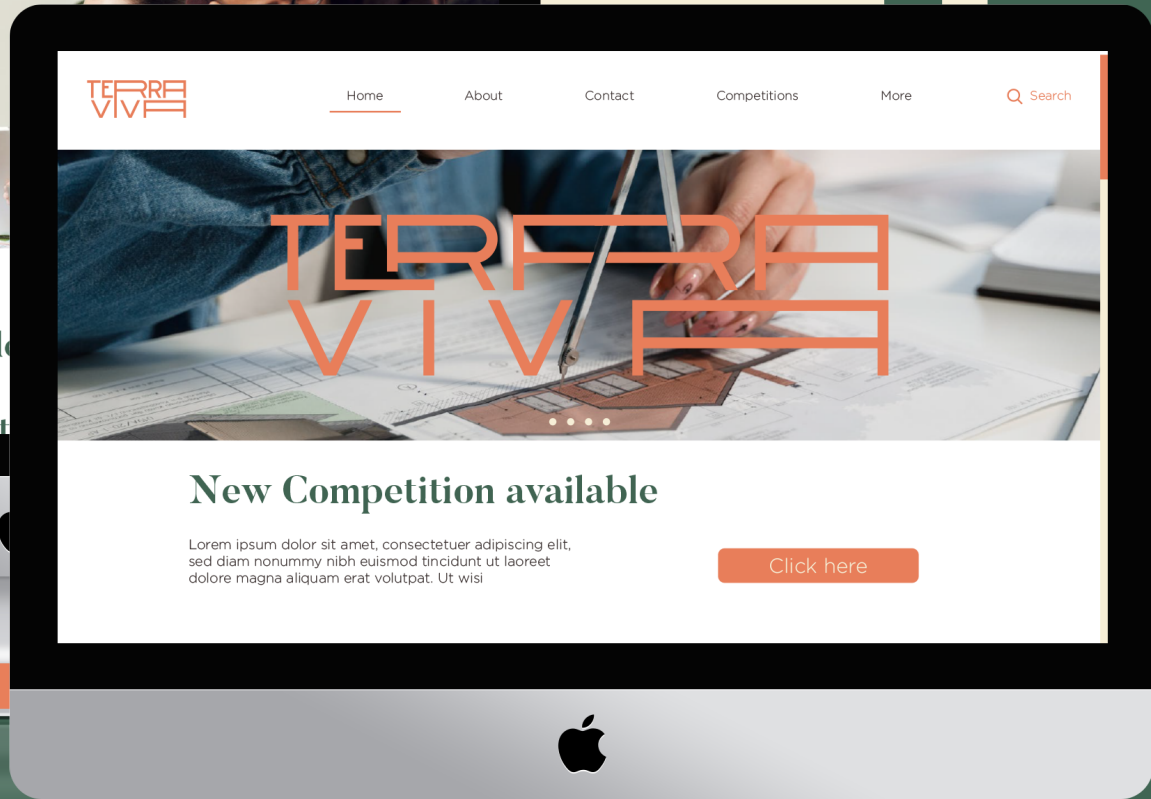 TERRA
VIVA
Home
About
Contact
Competitions
More
Search
TERRA
VIVA
New Competition available
Lorem ipsum dolor sit amet, consectetuer adipiscing elit,
sed diam nonummy nibh euismod tincidunt ut laoreet
dolore magna aliquam erat volutpat. Ut wisi
Click here